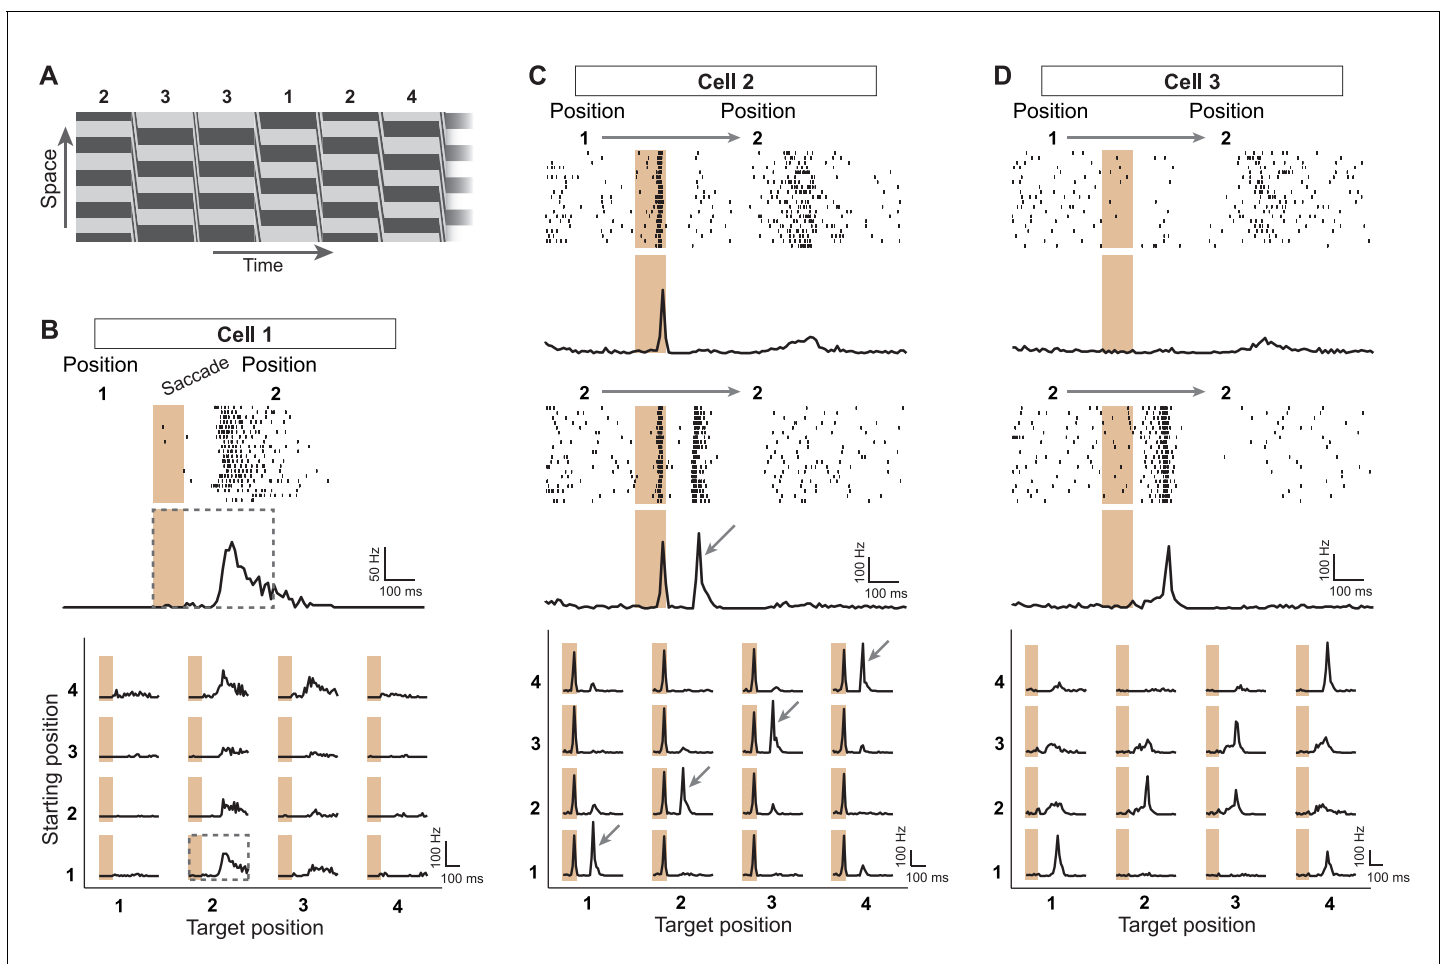 A
2 3 3 1 2 4
Space
Time
B
Cell 1
Position Saccade Position
1 2
50 Hz
100 ms
Starting position
4
3
2
1
100 Hz
100 ms
1 2 3 4
Target position
C
Cell 2
Position Position
1 2
2 2
100 Hz
100 ms
4
3
2
1
100 Hz
100 ms
1 2 3 4
Target position
D
Cell 3
Position Position
1 2
2 2
100 Hz
100 ms
4
3
2
1
100 Hz
100 ms
1 2 3 4
Target position